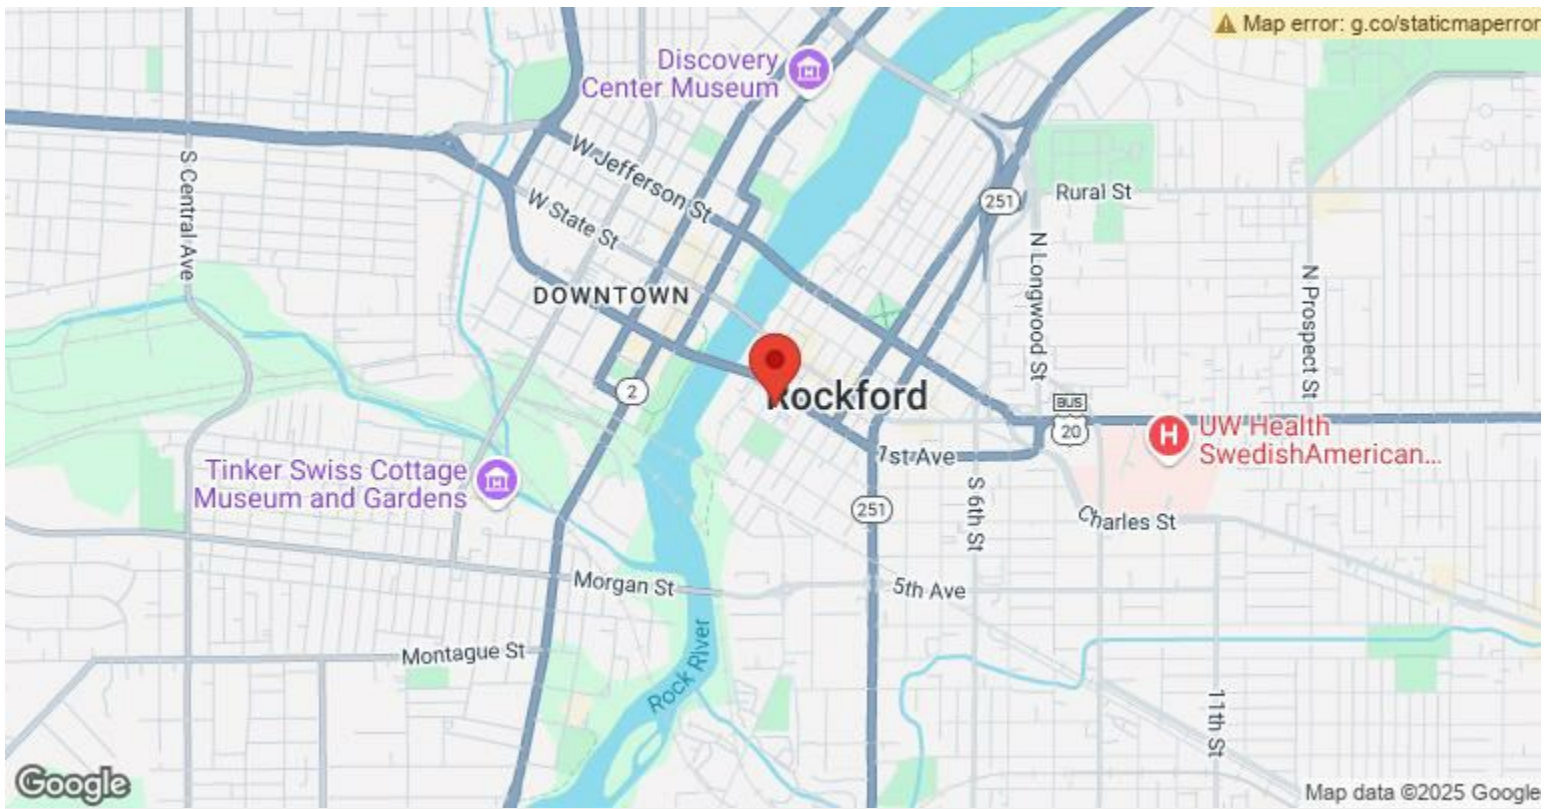 Map error: g.co/staticmaperror
Discovery
Center Museum
W Jefferson St
S Central Ave
W State St
251
Rural St
N Longwood St
N Prospect St
DOWNTOWN
2
Rockford
BUS
20
UW Health
SwedishAmerican...
1st Ave
Tinker Swiss Cottage
Museum and Gardens
251
S 6th St
Charles St
Morgan St
5th Ave
Montague St
Rock River
11th St
Google
Map data ©2025 Google